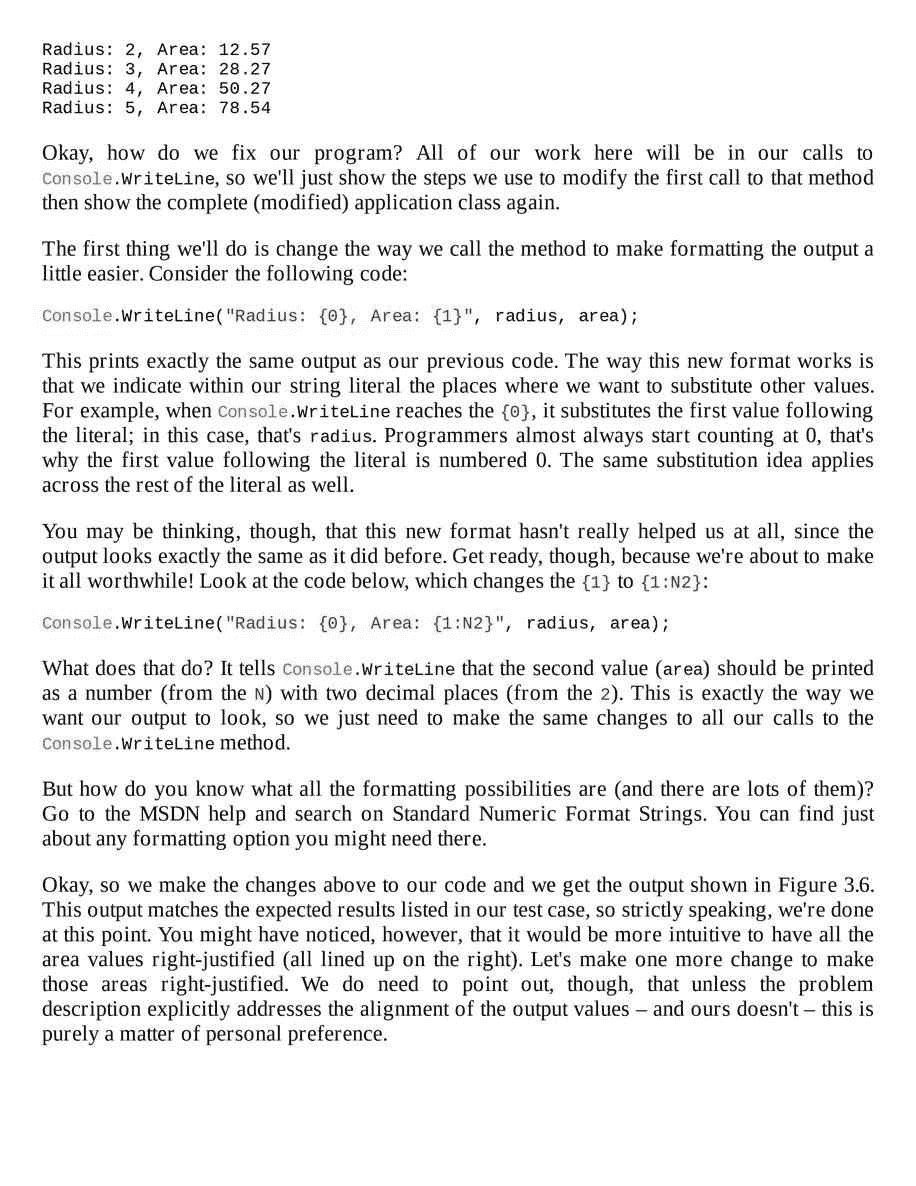 Radius: 2, Area: 12.57
Radius: 3, Area: 28.27
Radius: 4, Area: 50.27
Radius: 5, Area: 78.54
Okay, how do we fix our program? All of our work here will be in our calls to
Console.WriteLine, so we'll just show the steps we use to modify the first call to that method
then show the complete (modified) application class again.
The first thing we'll do is change the way we call the method to make formatting the output a
little easier. Consider the following code:
Console.WriteLine("Radius: {0}, Area: {1}", radius, area);
This prints exactly the same output as our previous code. The way this new format works is
that we indicate within our string literal the places where we want to substitute other values.
For example, when Console.WriteLine reaches the {0}, it substitutes the first value following
the literal; in this case, that's radius. Programmers almost always start counting at 0, that's
why the first value following the literal is numbered 0. The same substitution idea applies
across the rest of the literal as well.
You may be thinking, though, that this new format hasn't really helped us at all, since the
output looks exactly the same as it did before. Get ready, though, because we're about to make
it all worthwhile! Look at the code below, which changes the {1} to {1:N2}:
Console.WriteLine("Radius: {0}, Area: {1:N2}", radius, area);
What does that do? It tells Console.WriteLine that the second value (area) should be printed
as a number (from the N) with two decimal places (from the 2). This is exactly the way we
want our output to look, so we just need to make the same changes to all our calls to the
Console.WriteLine method.
But how do you know what all the formatting possibilities are (and there are lots of them)?
Go to the MSDN help and search on Standard Numeric Format Strings. You can find just
about any formatting option you might need there.
Okay, so we make the changes above to our code and we get the output shown in Figure 3.6.
This output matches the expected results listed in our test case, so strictly speaking, we're done
at this point. You might have noticed, however, that it would be more intuitive to have all the
area values right-justified (all lined up on the right). Let's make one more change to make
those areas right-justified. We do need to point out, though, that unless the problem
description explicitly addresses the alignment of the output values – and ours doesn't – this is
purely a matter of personal preference.